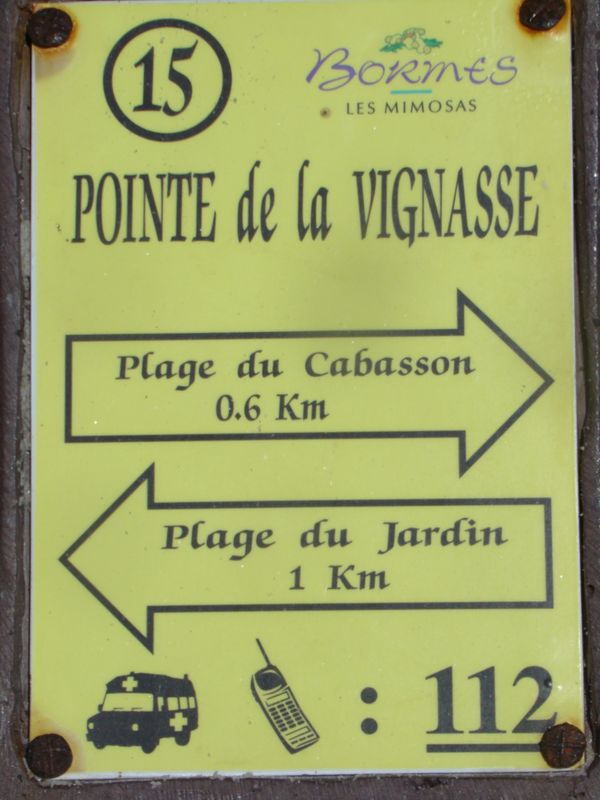 15
BORMES
LES MIMOSAS
POINTE de la VIGNASSE
Plage du Cabasson
0.6 Km
Plage du Jardin
1 Km
: 112